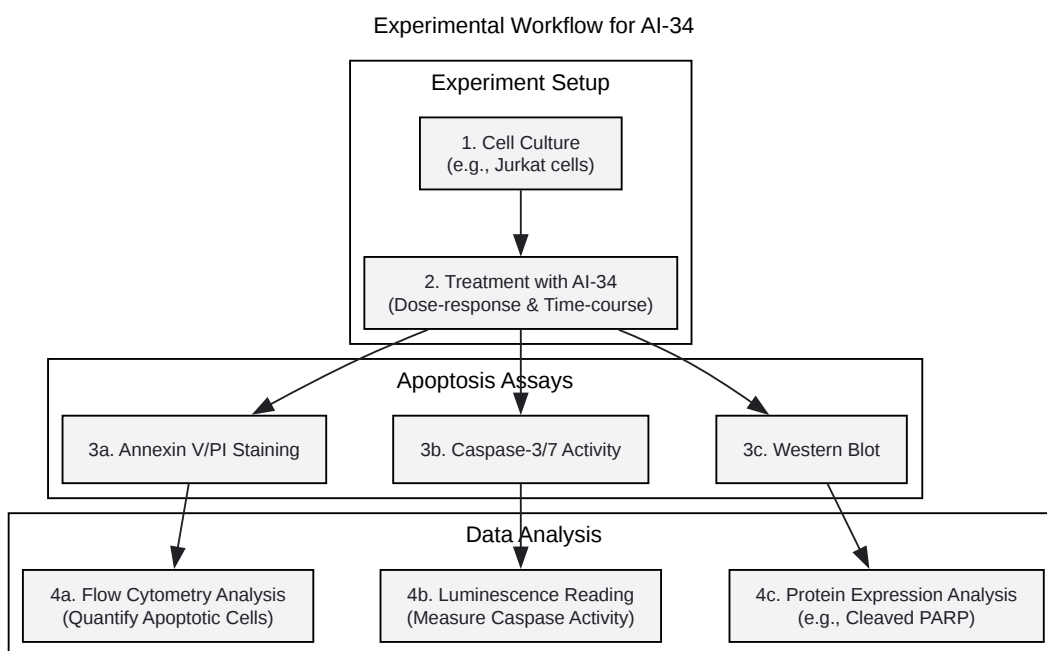 Experimental Workflow for AI-34
Experiment Setup
1. Cell Culture
(e.g., Jurkat cells)
2. Treatment with AI-34
(Dose-response & Time-course)
Apoptosis Assays
3a. Annexin V/PI Staining
3b. Caspase-3/7 Activity
3c. Western Blot
Data Analysis
4a. Flow Cytometry Analysis
(Quantify Apoptotic Cells)
4b. Luminescence Reading
(Measure Caspase Activity)
4c. Protein Expression Analysis
(e.g., Cleaved PARP)